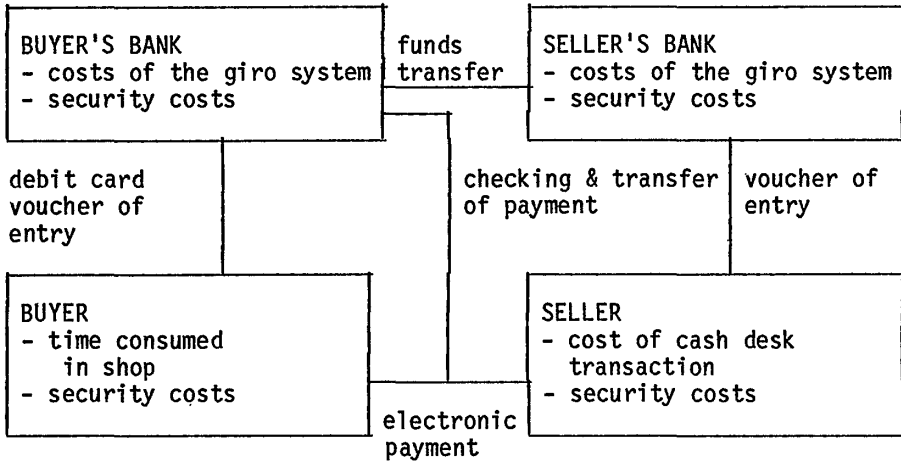 BUYER'S BANK
- costs of the giro system
- security costs
funds
transfer
SELLER'S BANK
- costs of the giro system
- security costs
debit card
voucher of
entry
checking & transfer
of payment
voucher of
entry
BUYER
- time consumed
in shop
- security costs
electronic
payment
SELLER
- cost of cash desk
transaction
- security costs